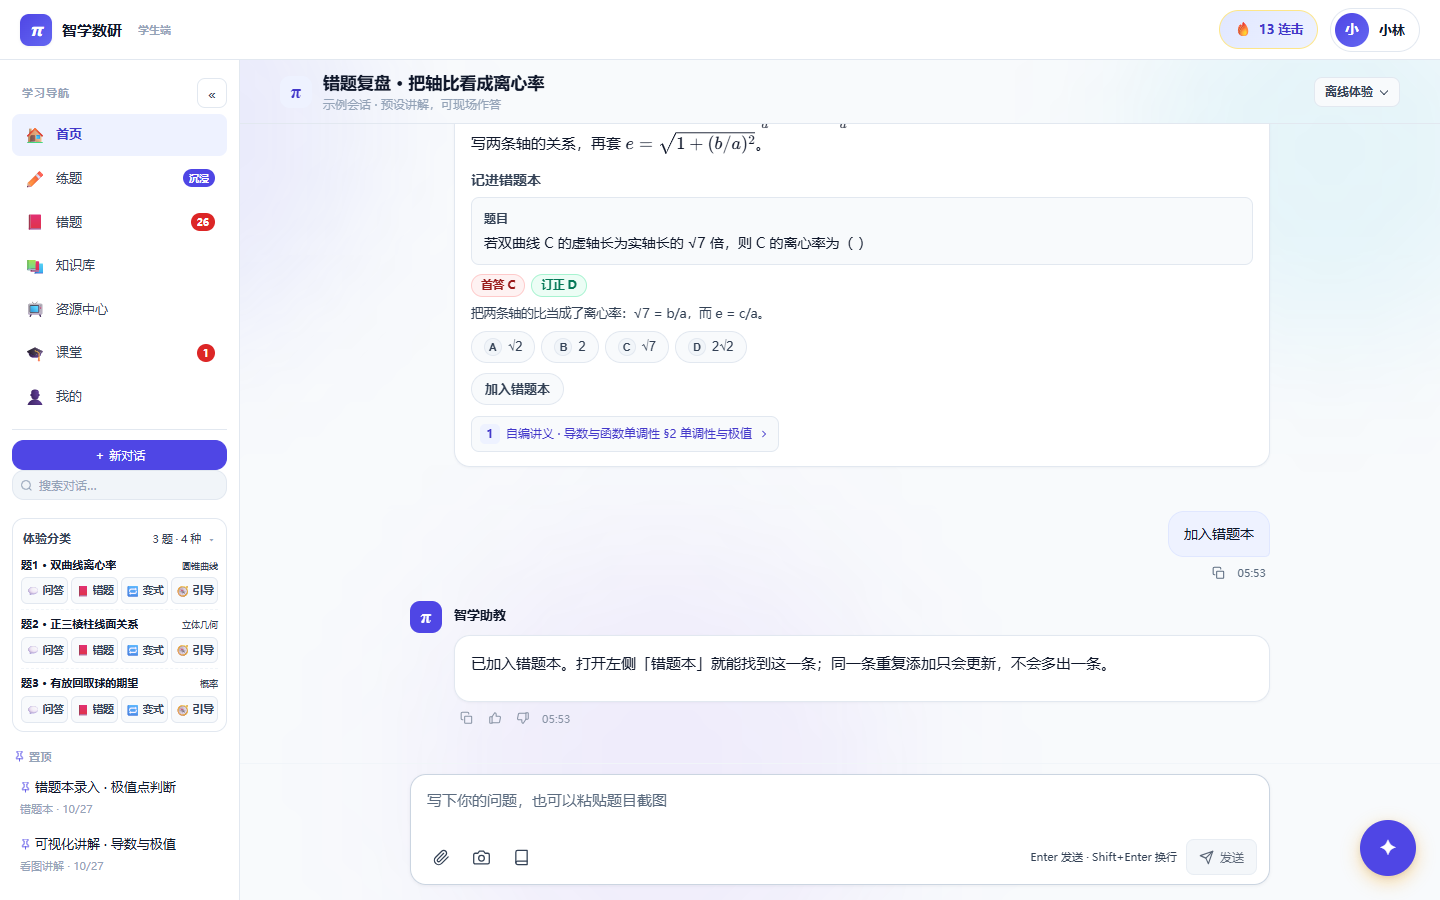 π 智学数研 学生端
13 连击
小 小林
学习导航 «
首页
练题 沉浸
错题 26
知识库
资源中心
课堂 1
我的
+ 新对话
搜索对话...
体验分类 3 题 · 4 种
题1 • 双曲线离心率 圆锥曲线
问答 错题 变式 引导
题2 • 正三棱柱线面关系 立体几何
问答 错题 变式 引导
题3 • 有放回取球的期望 概率
问答 错题 变式 引导
置顶
错题本录入 · 极值点判断
错题本 · 10/27
可视化讲解 · 导数与极值
看图讲解 · 10/27
π 错题复盘 • 把轴比看成离心率
示例会话 · 预设讲解，可现场作答
离线体验
a a
写两条轴的关系，再套 e = √1 + (b/a)²。
记进错题本
题目
若双曲线 C 的虚轴长为实轴长的 √7 倍，则 C 的离心率为（ ）
首答 C 订正 D
把两条轴的比当成了离心率：√7 = b/a，而 e = c/a。
A √2 B 2 C √7 D 2√2
加入错题本
1 自编讲义 · 导数与函数单调性 §2 单调性与极值 ›
加入错题本
05:53
π 智学助教
已加入错题本。打开左侧「错题本」就能找到这一条；同一条重复添加只会更新，不会多出一条。
05:53
写下你的问题，也可以粘贴题目截图
Enter 发送 · Shift+Enter 换行 发送